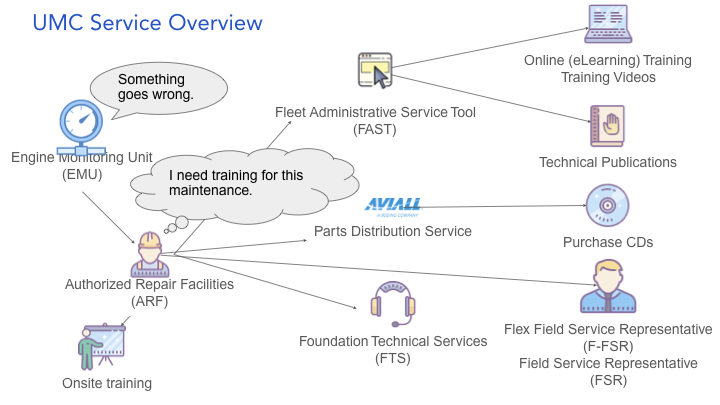 UMC Service Overview
Something
goes wrong.
Online (eLearning) Training
Training Videos
Fleet Administrative Service Tool
(FAST)
Engine Monitoring Unit
(EMU)
Technical Publications
I need training for this
maintenance.
AVIALL
A BOEING COMPANY
Parts Distribution Service
Purchase CDs
Authorized Repair Facilities
(ARF)
Foundation Technical Services
(FTS)
Flex Field Service Representative
(F-FSR)
Field Service Representative
(FSR)
Onsite training